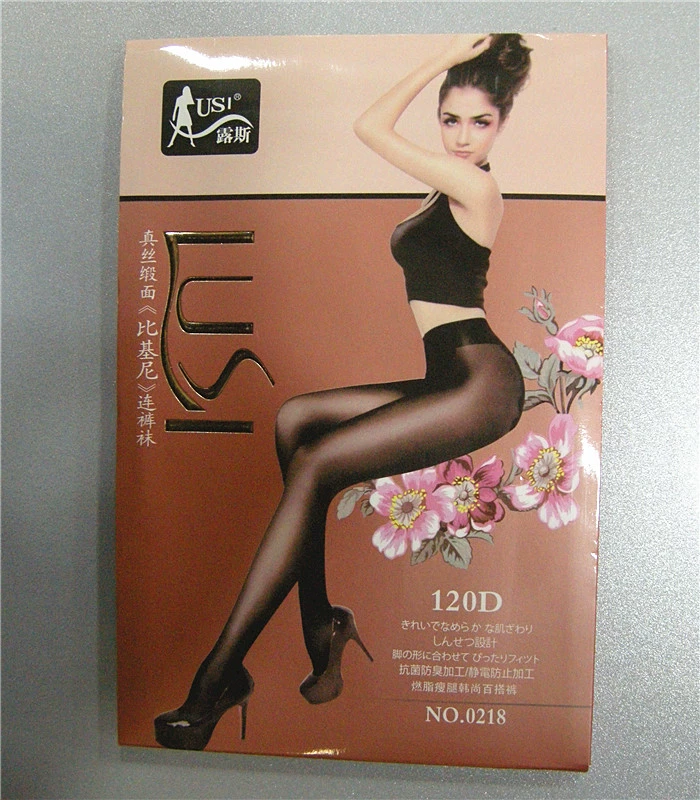 LUSI®
露斯
LUSI
真丝缎面《比基尼》连裤袜
120D
きれいでなめらか な肌ざわり
しんせつ設計
脚の形に合わせて ぴったりフィツト
抗菌防臭加工/静電防止加工
燃脂瘦腿韩尚百搭裤
NO.0218